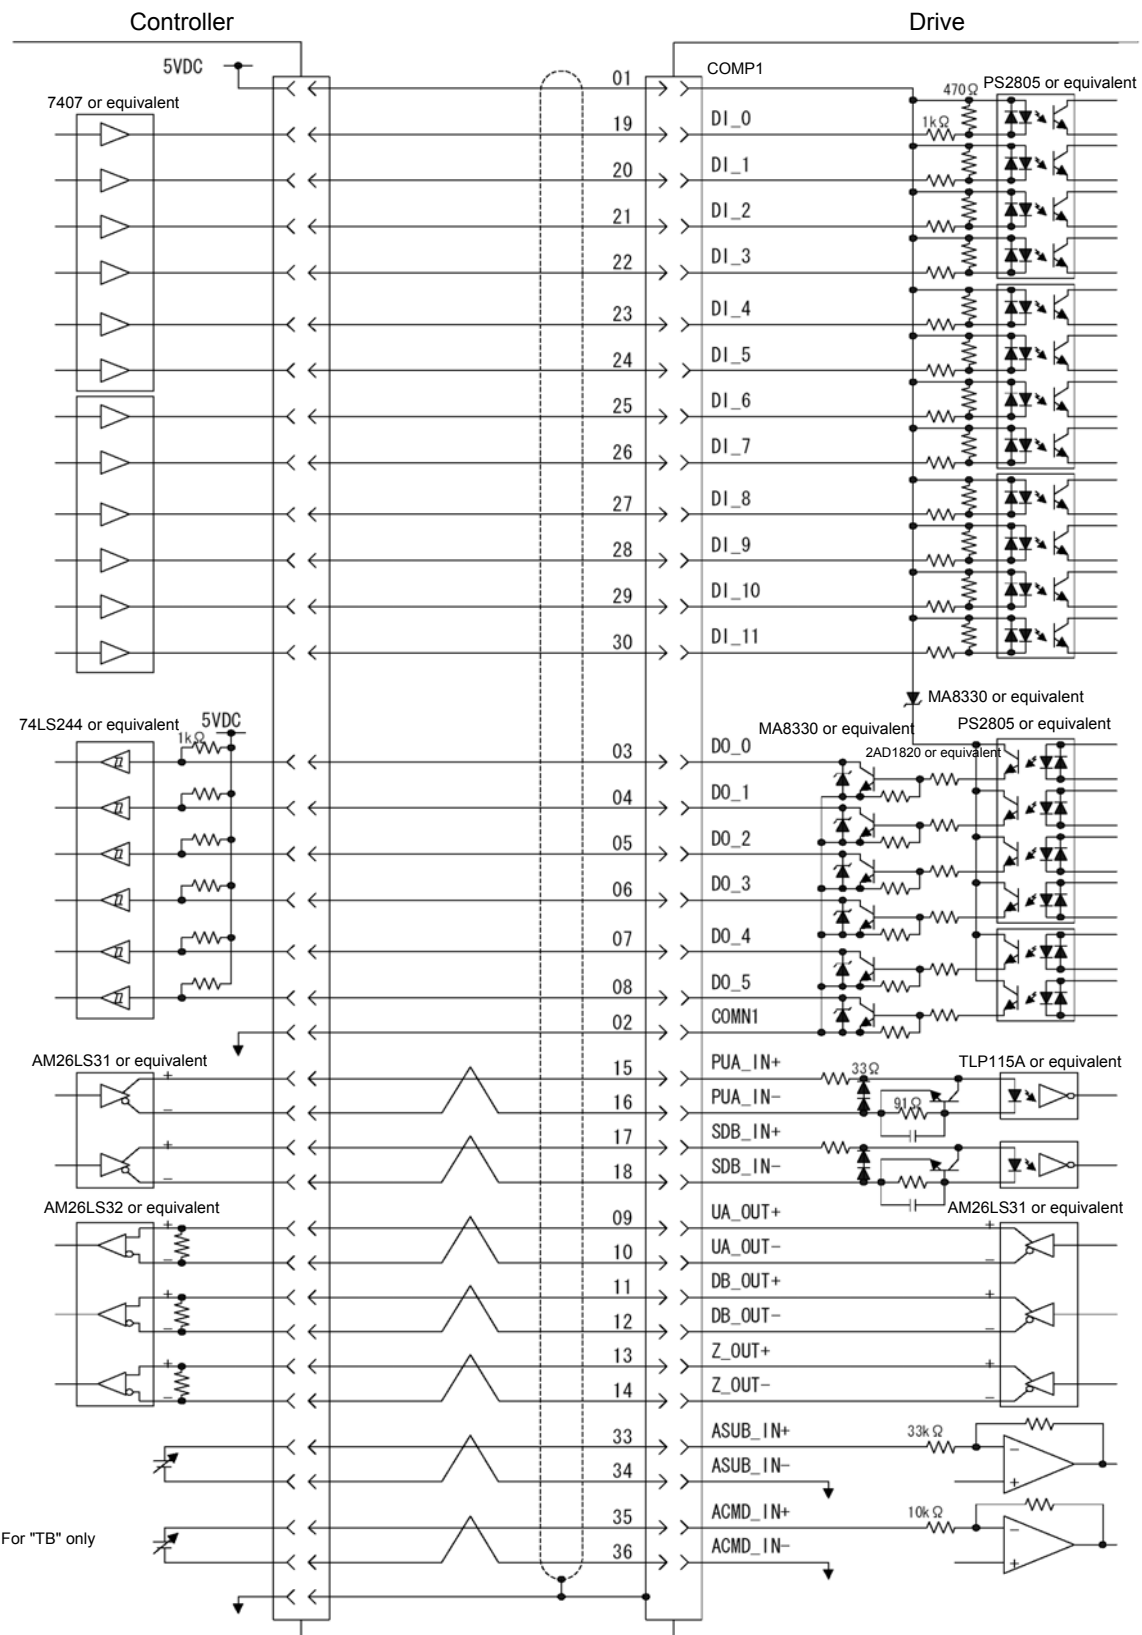 Controller
Drive
5VDC
01
COMP1
7407 or equivalent
470Ω
PS2805 or equivalent
19
DI_0
1kΩ
20
DI_1
21
DI_2
22
DI_3
23
DI_4
24
DI_5
25
DI_6
26
DI_7
27
DI_8
28
DI_9
29
DI_10
30
DI_11
MA8330 or equivalent
74LS244 or equivalent
5VDC
1kΩ
MA8330 or equivalent
PS2805 or equivalent
03
DO_0
2AD1820 or equivalent
04
DO_1
05
DO_2
06
DO_3
07
DO_4
08
DO_5
02
COMN1
AM26LS31 or equivalent
+
15
PUA_IN+
33Ω
TLP115A or equivalent
−
16
PUA_IN-
91Ω
+
17
SDB_IN+
−
18
SDB_IN-
AM26LS32 or equivalent
AM26LS31 or equivalent
+
09
UA_OUT+
+
−
10
UA_OUT-
−
+
11
DB_OUT+
+
−
12
DB_OUT-
−
+
13
Z_OUT+
+
−
14
Z_OUT-
−
33
ASUB_IN+
33kΩ
−
34
ASUB_IN-
+
35
ACMD_IN+
10kΩ
−
For "TB" only
36
ACMD_IN-
+